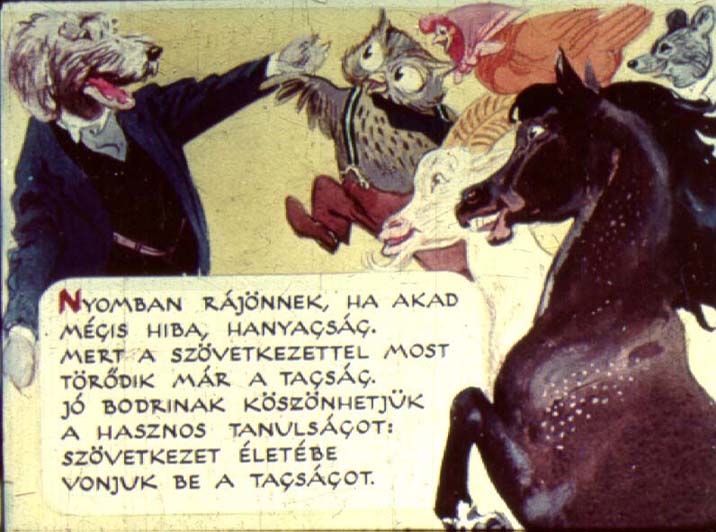 NYOMBAN RÁJÖNNEK, HA AKAD
MÉGIS HIBA, HANYAGSÁG.
MERT A SZÖVETKEZETTEL MOST
TÖRŐDIK MÁR A TAGSÁG.
JÓ BODRINAK KÖSZÖNHETJÜK
A HASZNOS TANULSÁGOT:
SZÖVETKEZET ÉLETÉBE
VONJUK BE A TAGSÁGOT.